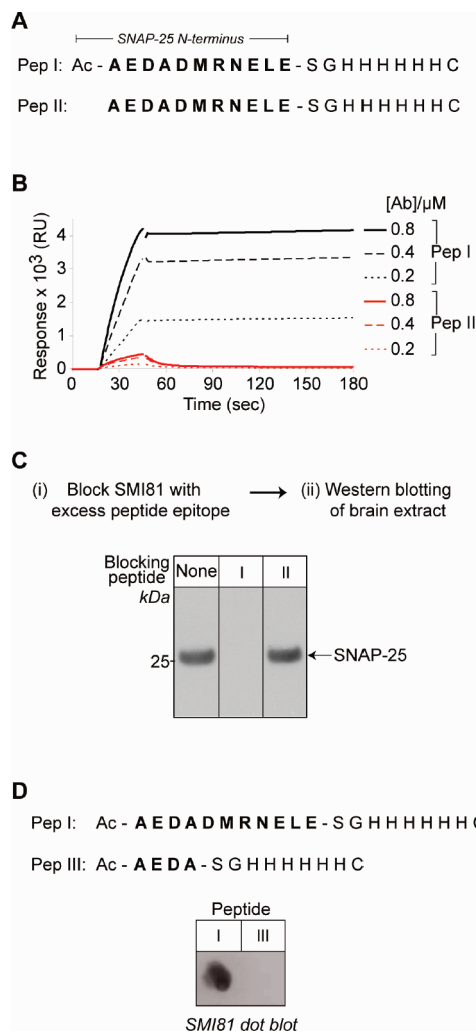 A
SNAP-25 N-terminus
Pep I: Ac - A E D A D M R N E L E - S G H H H H H H C
Pep II: A E D A D M R N E L E - S G H H H H H H C
B
[Ab]/µM
Response x 10³ (RU)
4
3
2
1
0
0 30 60 90 120 150 180
Time (sec)
0.8
0.4
0.2
Pep I
0.8
0.4
0.2
Pep II
C
(i) Block SMI81 with excess peptide epitope
(ii) Western blotting of brain extract
Blocking peptide
None I II
kDa
25
SNAP-25
D
Pep I: Ac - A E D A D M R N E L E - S G H H H H H H C
Pep III: Ac - A E D A - S G H H H H H H C
Peptide
I III
SMI81 dot blot